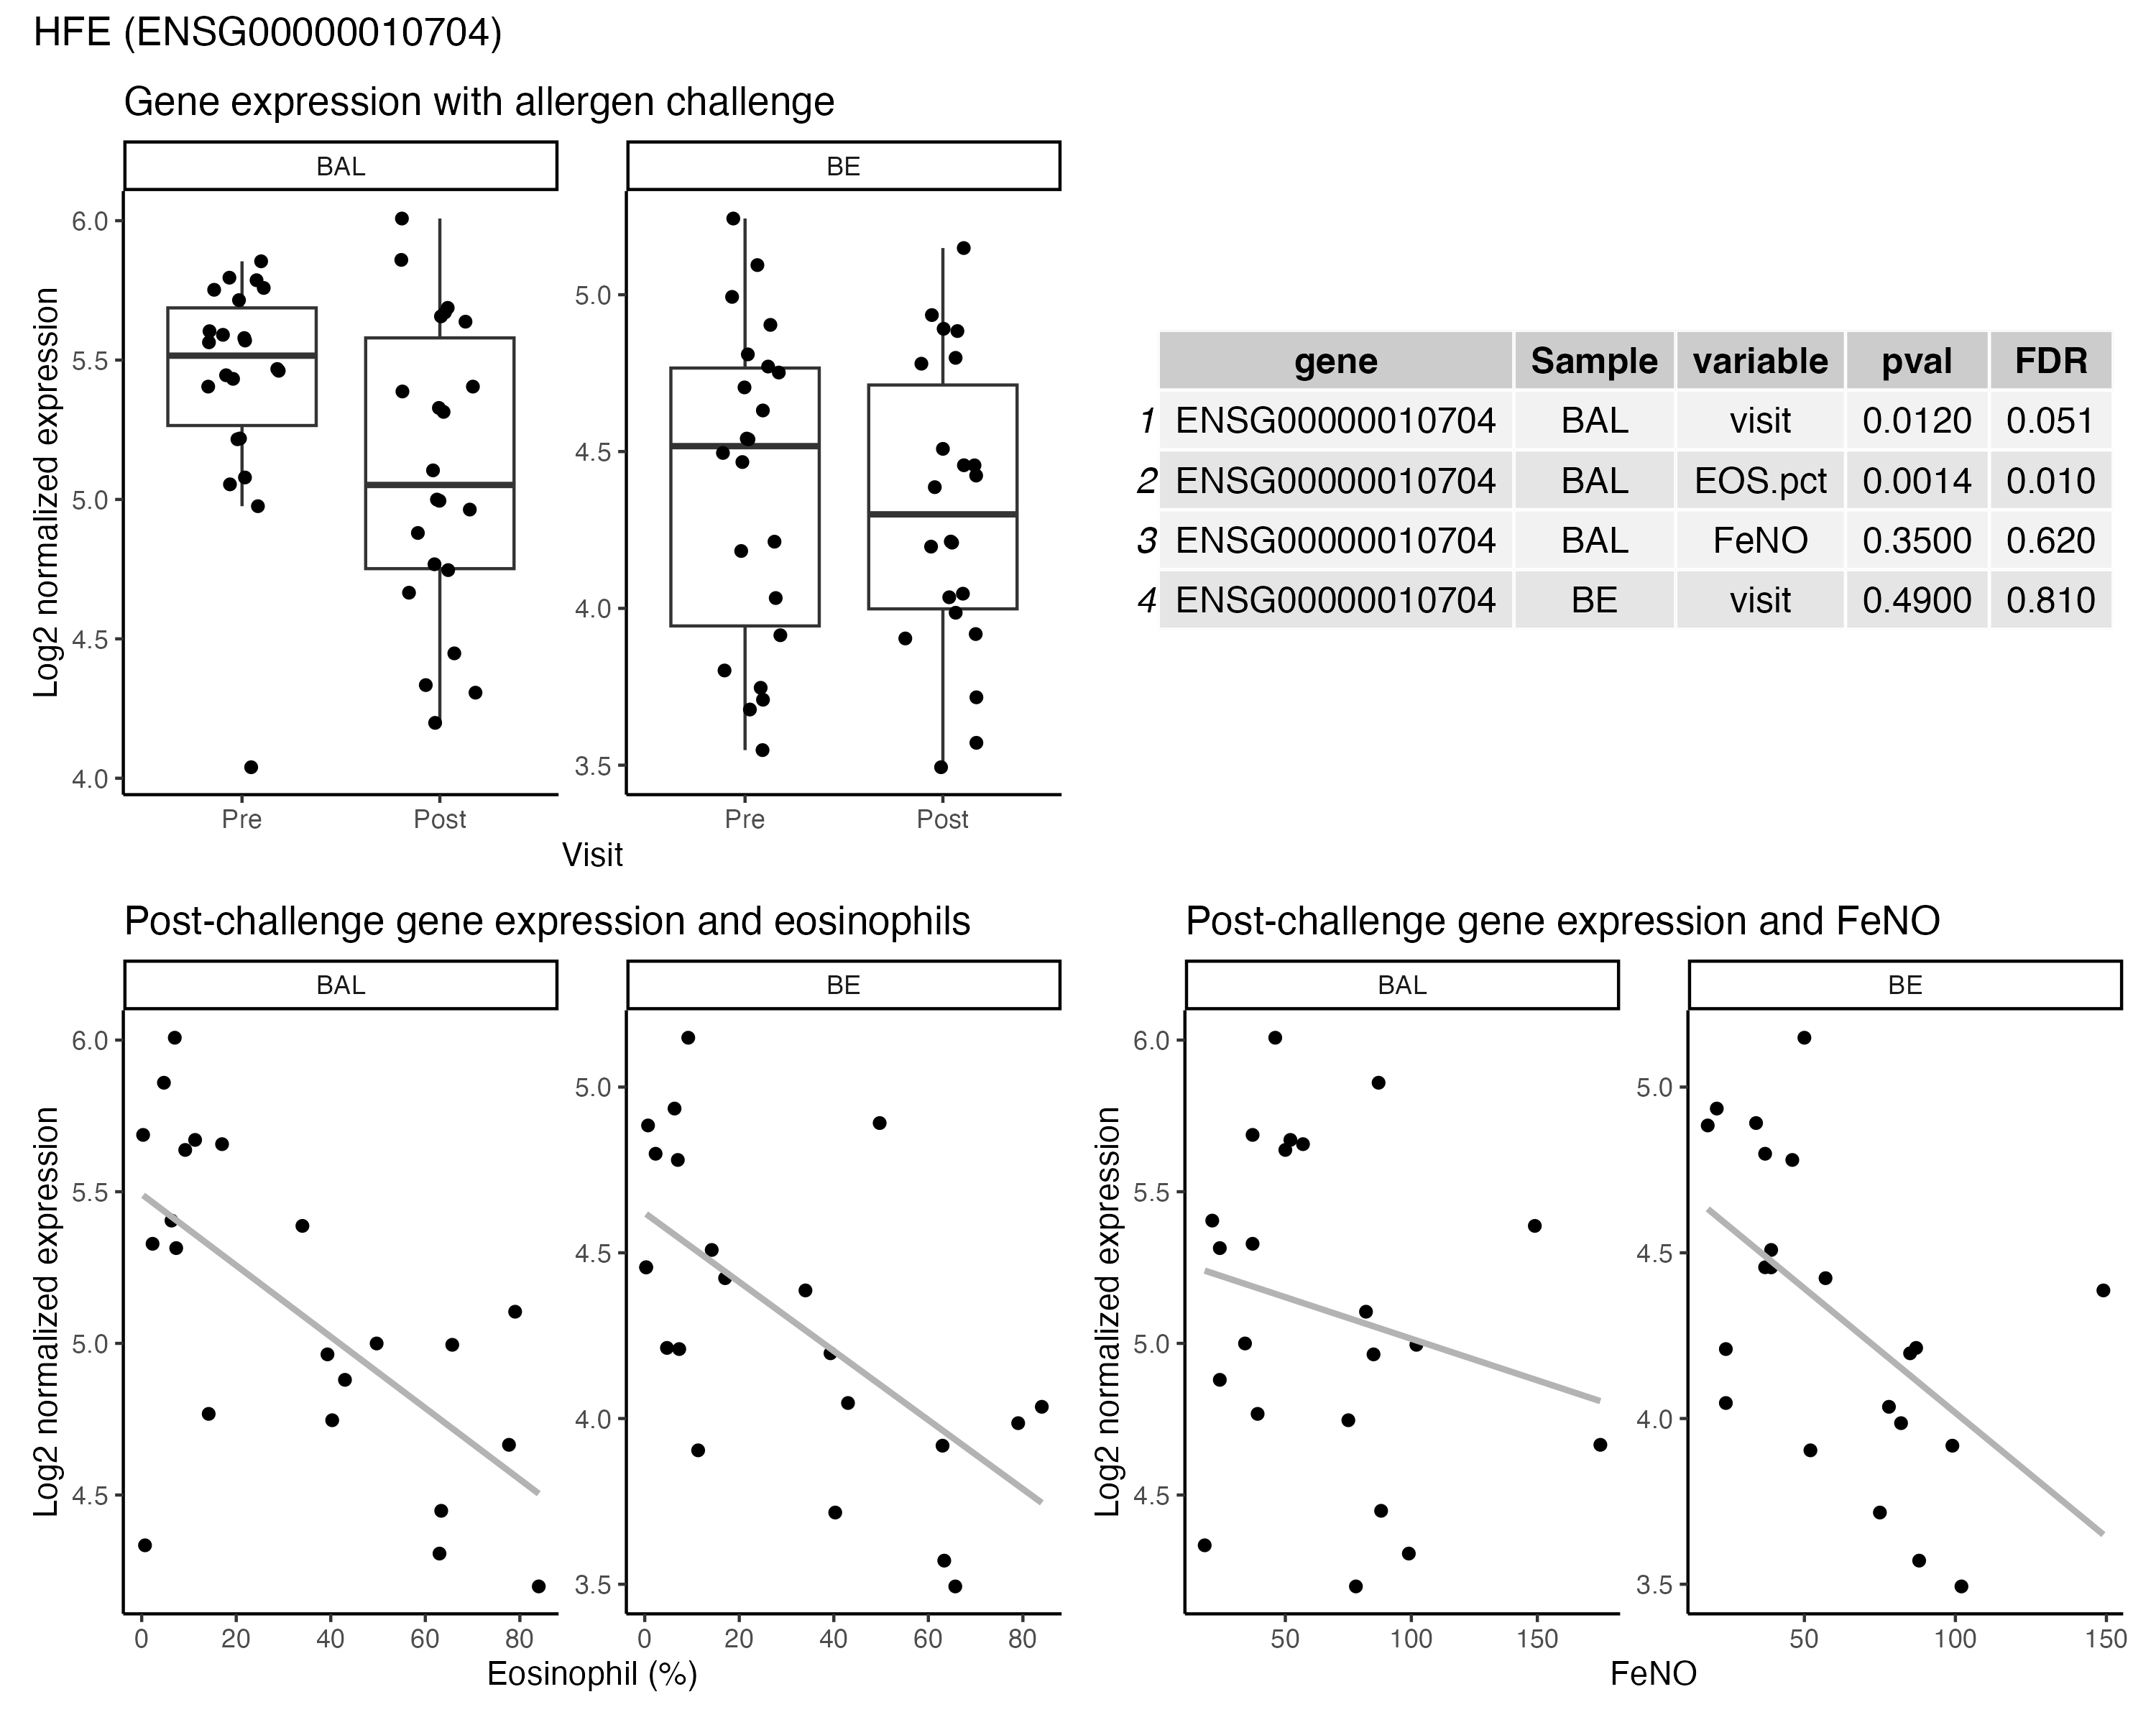 HFE (ENSG00000010704)
Gene expression with allergen challenge
BAL
BE
Log2 normalized expression
6.0
5.5
5.0
4.5
4.0
5.0
4.5
4.0
3.5
Pre
Post
Pre
Post
Visit
gene Sample variable pval FDR
1 ENSG00000010704 BAL visit 0.0120 0.051
2 ENSG00000010704 BAL EOS.pct 0.0014 0.010
3 ENSG00000010704 BAL FeNO 0.3500 0.620
4 ENSG00000010704 BE visit 0.4900 0.810
Post-challenge gene expression and eosinophils
BAL
BE
Log2 normalized expression
6.0
5.5
5.0
4.5
5.0
4.5
4.0
3.5
0 20 40 60 80
0 20 40 60 80
Eosinophil (%)
Post-challenge gene expression and FeNO
BAL
BE
Log2 normalized expression
6.0
5.5
5.0
4.5
5.0
4.5
4.0
3.5
50 100 150
50 100 150
FeNO